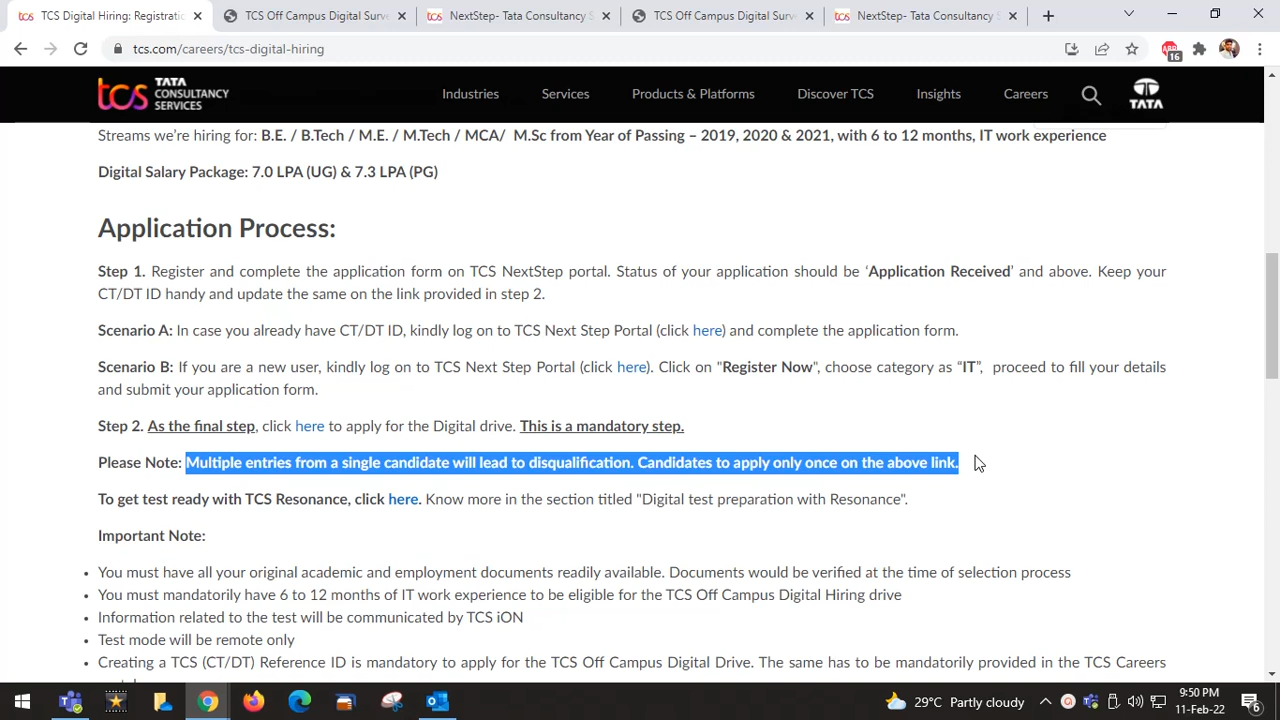 TCS Digital Hiring: Registratio
TCS Off Campus Digital Surve
NextStep- Tata Consultancy S
TCS Off Campus Digital Surve
NextStep- Tata Consultancy S
tcs.com/careers/tcs-digital-hiring
16
tcs TATA CONSULTANCY SERVICES
Industries
Services
Products & Platforms
Discover TCS
Insights
Careers
TATA
Streams we're hiring for: B.E. / B.Tech / M.E. / M.Tech / MCA/ M.Sc from Year of Passing – 2019, 2020 & 2021, with 6 to 12 months, IT work experience
Digital Salary Package: 7.0 LPA (UG) & 7.3 LPA (PG)
Application Process:
Step 1. Register and complete the application form on TCS NextStep portal. Status of your application should be ‘Application Received’ and above. Keep your
CT/DT ID handy and update the same on the link provided in step 2.
Scenario A: In case you already have CT/DT ID, kindly log on to TCS Next Step Portal (click here) and complete the application form.
Scenario B: If you are a new user, kindly log on to TCS Next Step Portal (click here). Click on "Register Now", choose category as “IT”, proceed to fill your details
and submit your application form.
Step 2. As the final step, click here to apply for the Digital drive. This is a mandatory step.
Please Note: Multiple entries from a single candidate will lead to disqualification. Candidates to apply only once on the above link.
To get test ready with TCS Resonance, click here. Know more in the section titled "Digital test preparation with Resonance".
Important Note:
• You must have all your original academic and employment documents readily available. Documents would be verified at the time of selection process
• You must mandatorily have 6 to 12 months of IT work experience to be eligible for the TCS Off Campus Digital Hiring drive
• Information related to the test will be communicated by TCS iON
• Test mode will be remote only
• Creating a TCS (CT/DT) Reference ID is mandatory to apply for the TCS Off Campus Digital Drive. The same has to be mandatorily provided in the TCS Careers
29°C Partly cloudy
9:50 PM
11-Feb-22
6